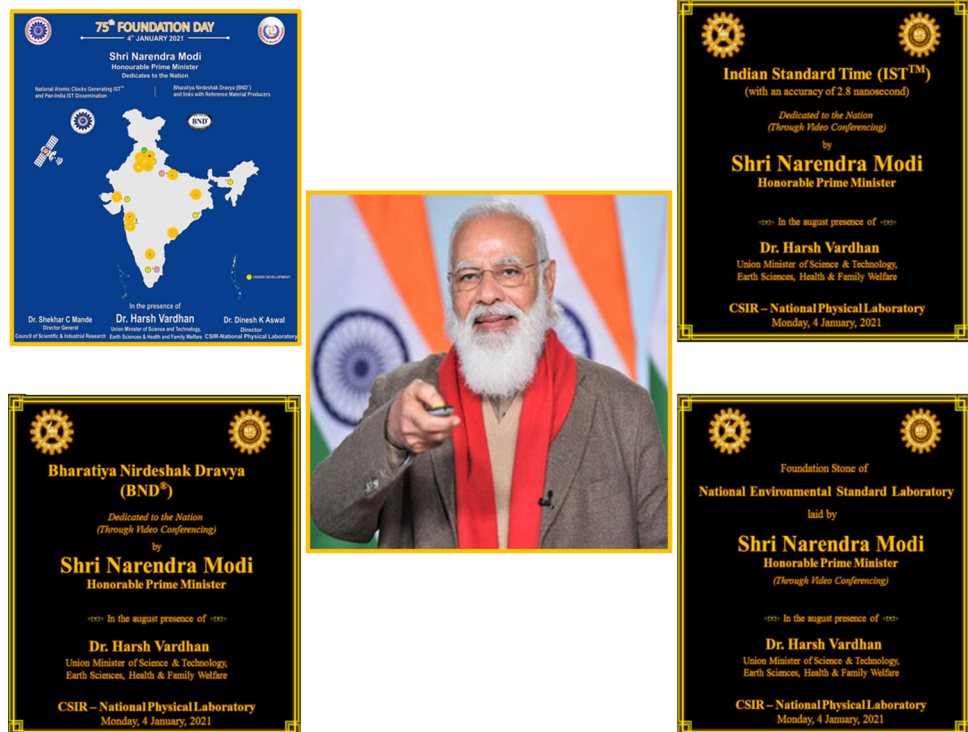 75th FOUNDATION DAY
4th JANUARY 2021
Shri Narendra Modi
Honourable Prime Minister
Dedicates to the Nation
National Atomic Clocks Generating IST™
and Pan-India IST Dissemination
Bharatiya Nirdeshak Dravya (BND®)
and links with Reference Material Producers
BND®
UNDER DEVELOPMENT
In the presence of
Dr. Shekhar C Mande
Director General
Council of Scientific & Industrial Research
Dr. Harsh Vardhan
Union Minister of Science and Technology,
Earth Sciences & Health and Family Welfare
Dr. Dinesh K Aswal
Director
CSIR-National Physical Laboratory
Indian Standard Time (IST™)
(with an accuracy of 2.8 nanosecond)
Dedicated to the Nation
(Through Video Conferencing)
by
Shri Narendra Modi
Honorable Prime Minister
In the august presence of
Dr. Harsh Vardhan
Union Minister of Science & Technology,
Earth Sciences, Health & Family Welfare
CSIR – National Physical Laboratory
Monday, 4 January, 2021
Bharatiya Nirdeshak Dravya
(BND®)
Dedicated to the Nation
(Through Video Conferencing)
by
Shri Narendra Modi
Honorable Prime Minister
In the august presence of
Dr. Harsh Vardhan
Union Minister of Science & Technology,
Earth Sciences, Health & Family Welfare
CSIR – National Physical Laboratory
Monday, 4 January, 2021
Foundation Stone of
National Environmental Standard Laboratory
laid by
Shri Narendra Modi
Honorable Prime Minister
(Through Video Conferencing)
In the august presence of
Dr. Harsh Vardhan
Union Minister of Science & Technology,
Earth Sciences, Health & Family Welfare
CSIR – National Physical Laboratory
Monday, 4 January, 2021